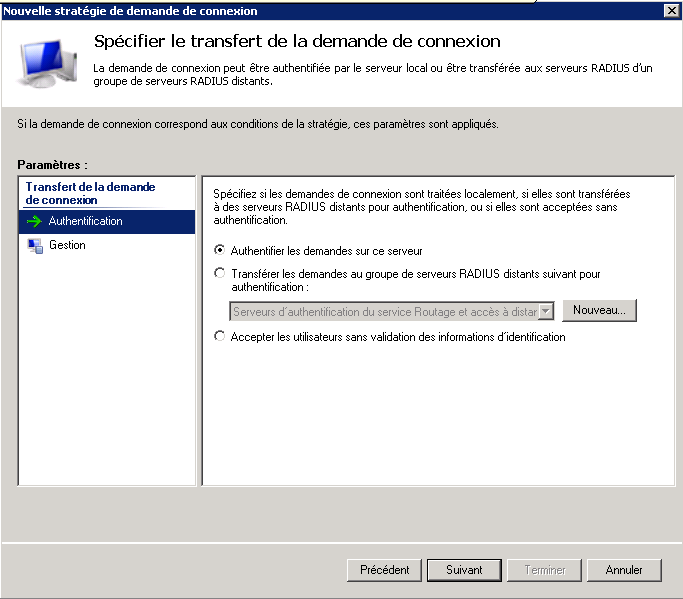 Nouvelle stratégie de demande de connexion
Spécifier le transfert de la demande de connexion
La demande de connexion peut être authentifiée par le serveur local ou être transférée aux serveurs RADIUS d'un
groupe de serveurs RADIUS distants.
Si la demande de connexion correspond aux conditions de la stratégie, ces paramètres sont appliqués.
Paramètres :
Transfert de la demande
de connexion
Authentification
Gestion
Spécifiez si les demandes de connexion sont traitées localement, si elles sont transférées
à des serveurs RADIUS distants pour authentification, ou si elles sont acceptées sans
authentification.
Authentifier les demandes sur ce serveur
Transférer les demandes au groupe de serveurs RADIUS distants suivant pour
authentification :
Serveurs d'authentification du service Routage et accès à distar
Nouveau...
Accepter les utilisateurs sans validation des informations d'identification
Précédent
Suivant
Terminer
Annuler